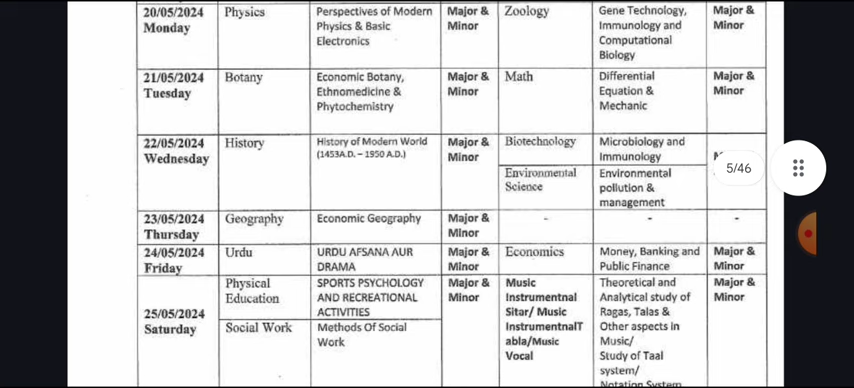 20/05/2024
Monday
Physics
Perspectives of Modern
Physics & Basic
Electronics
Major &
Minor
Zoology
Gene Technology,
Immunology and
Computational
Biology
Major &
Minor
21/05/2024
Tuesday
Botany
Economic Botany,
Ethnomedicine &
Phytochemistry
Major &
Minor
Math
Differential
Equation &
Mechanic
Major &
Minor
22/05/2024
Wednesday
History
History of Modern World
(1453A.D. – 1950 A.D.)
Major &
Minor
Biotechnology
Microbiology and
Immunology
Environmental
Science
Environmental
pollution &
management
5/46
23/05/2024
Thursday
Geography
Economic Geography
Major &
Minor
-
-
-
24/05/2024
Friday
Urdu
URDU AFSANA AUR
DRAMA
Major &
Minor
Economics
Money, Banking and
Public Finance
Major &
Minor
25/05/2024
Saturday
Physical
Education
SPORTS PSYCHOLOGY
AND RECREATIONAL
ACTIVITIES
Major &
Minor
Social Work
Methods Of Social
Work
Music
Instrumentnal
Sitar/ Music
InstrumentnalT
abla/Music
Vocal
Theoretical and
Analytical study of
Ragas, Talas &
Other aspects in
Music/
Study of Taal
system/
Notation System
Major &
Minor